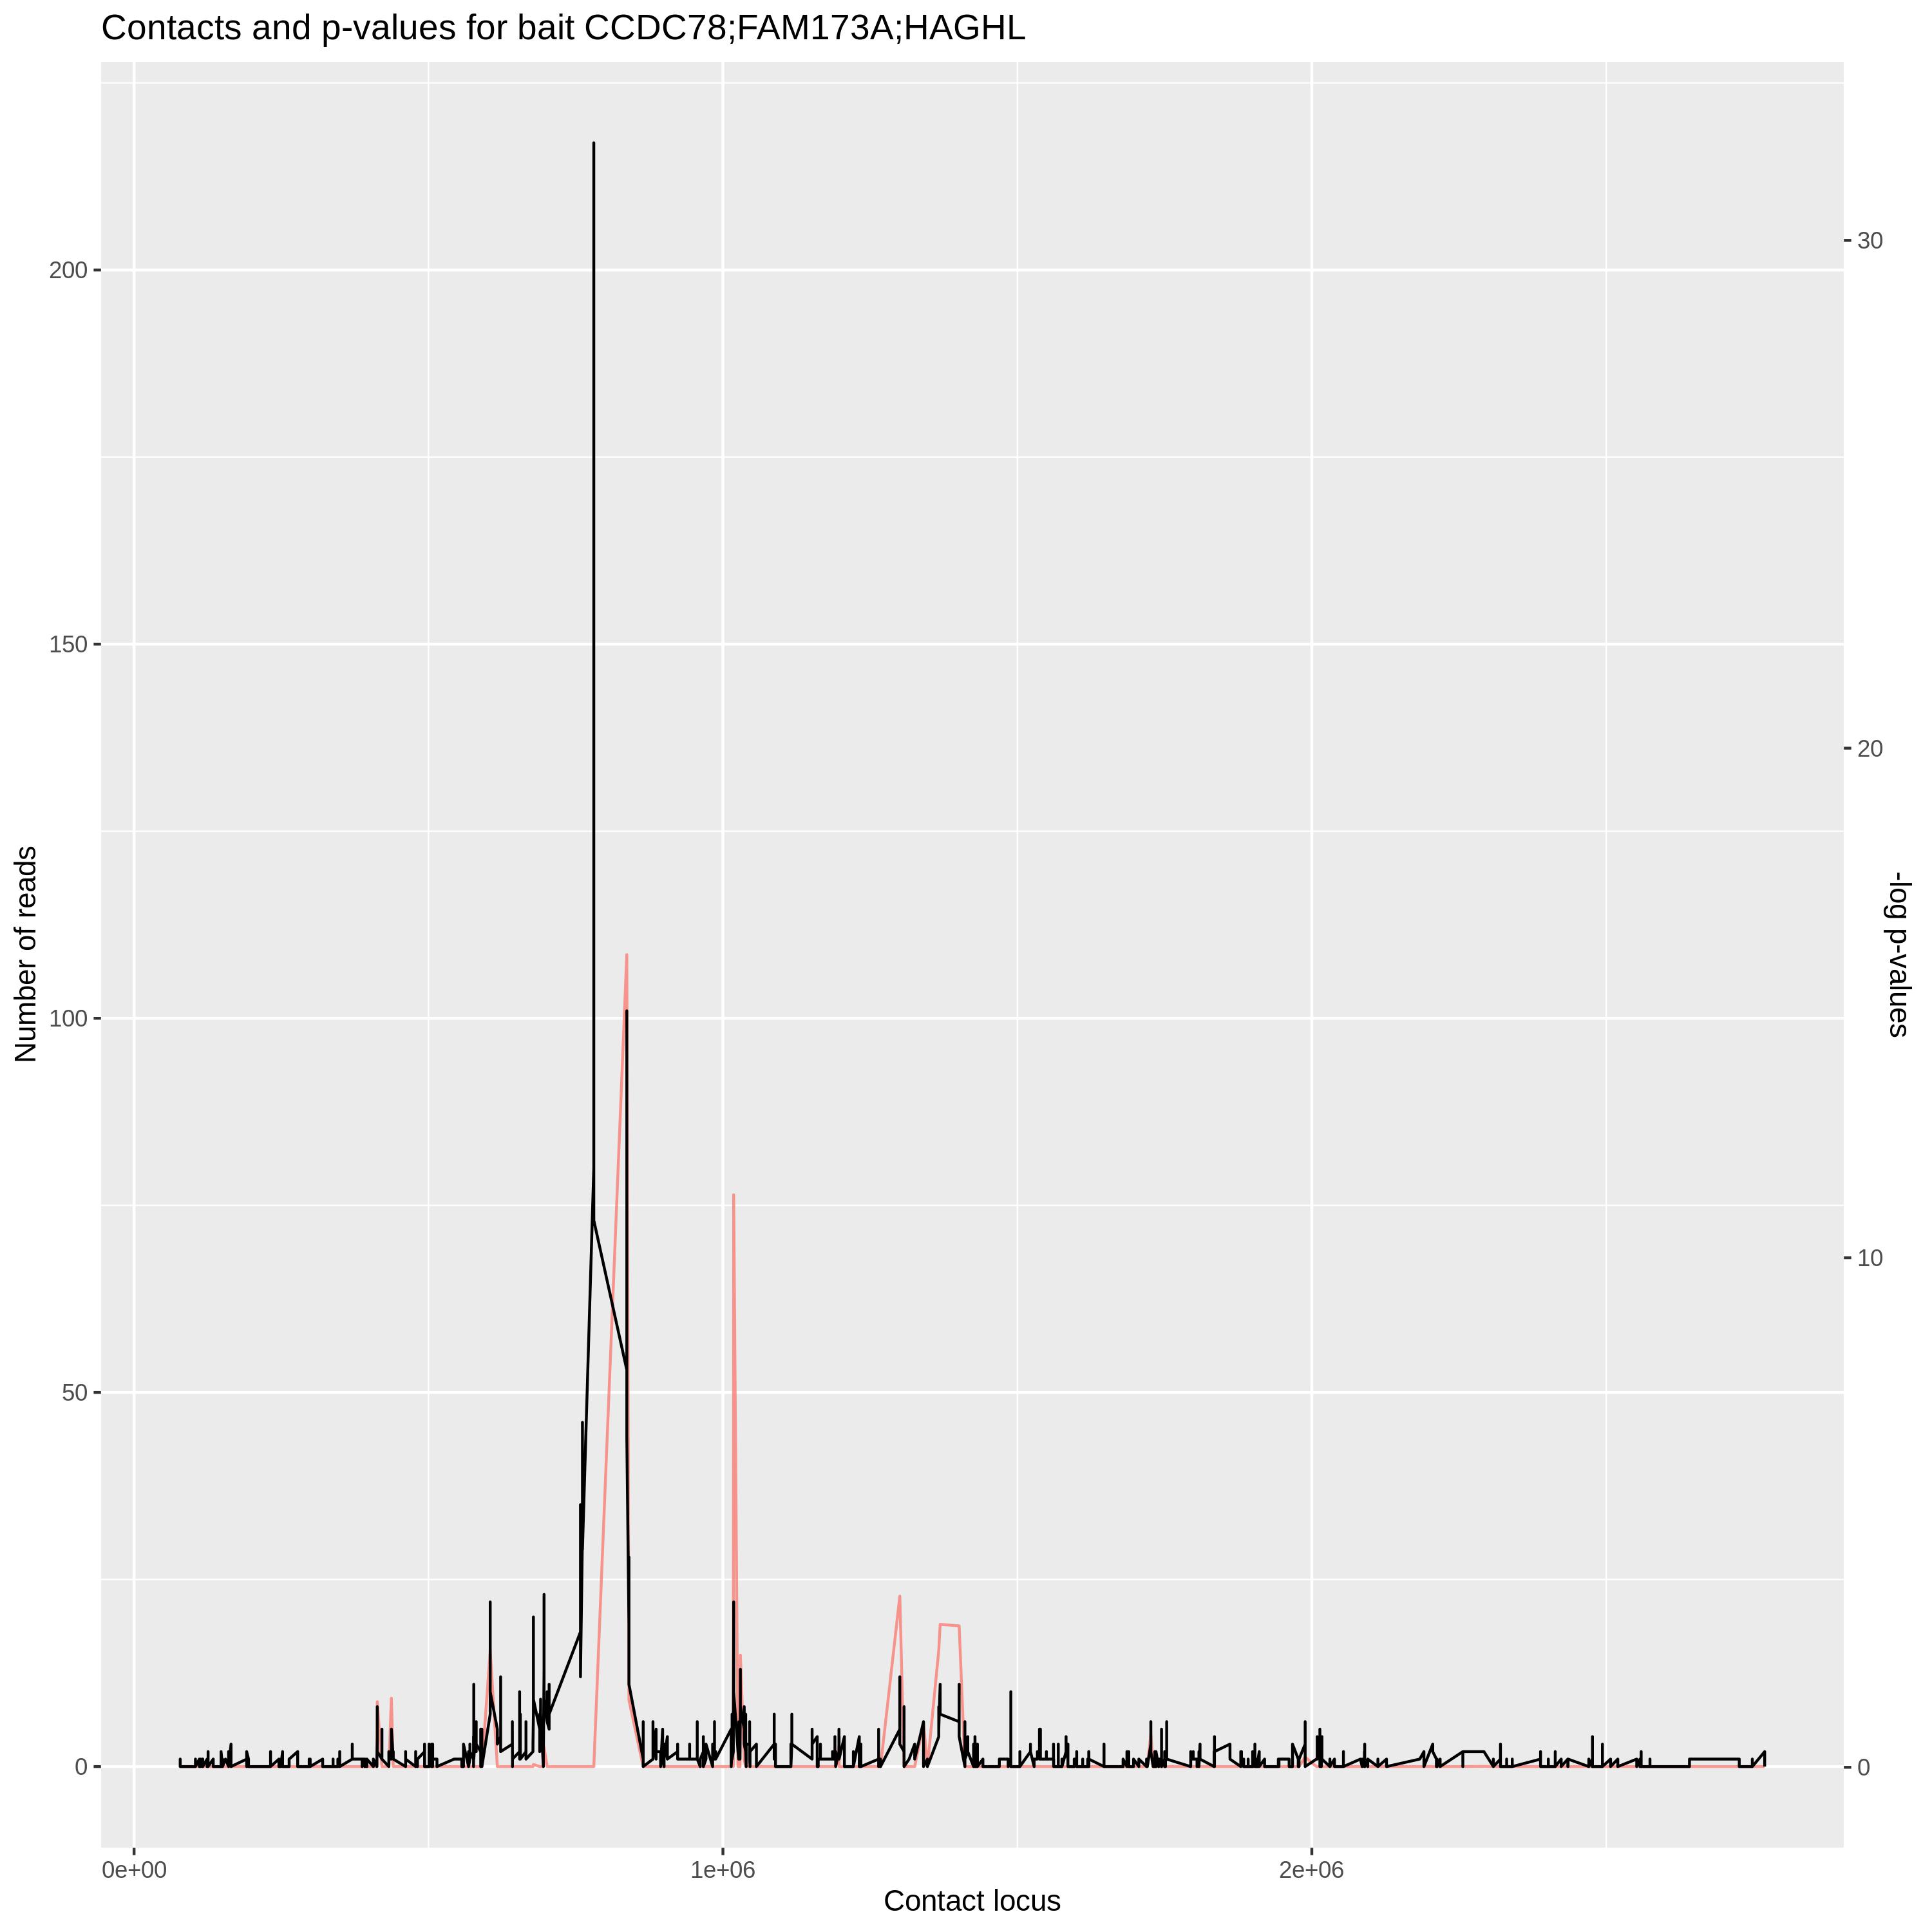 Contacts and p-values for bait CCDC78;FAM173A;HAGHL
Number of reads
200
150
100
50
0
30
20
10
0
-log p-values
0e+00
1e+06
2e+06
Contact locus